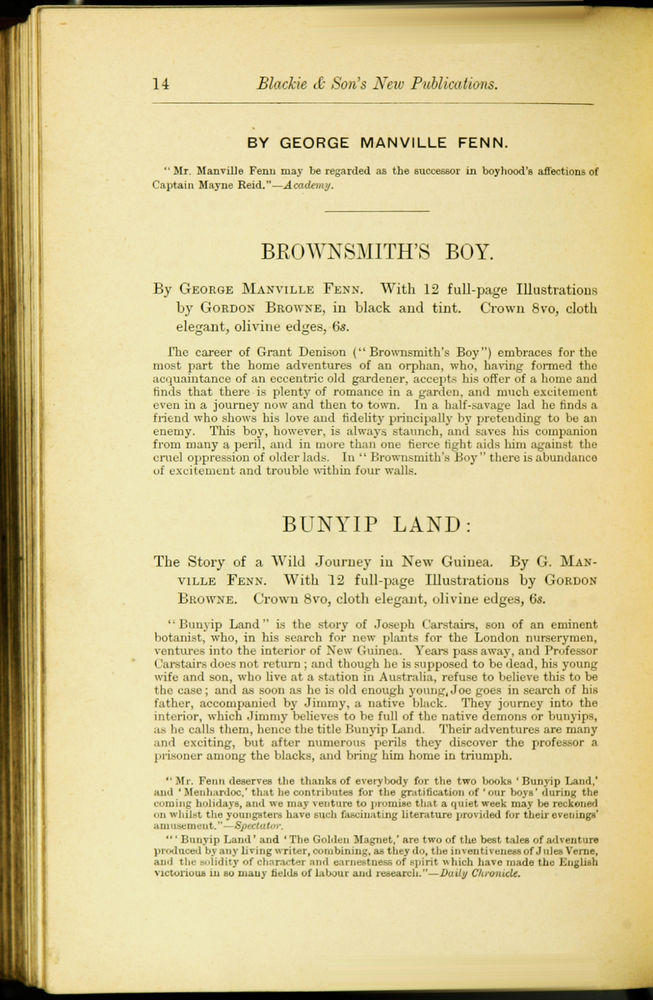 14 Blackie & Son's New Publications.
BY GEORGE MANVILLE FENN.
"Mr. Manville Fenn may be regarded as the successor in boyhood's affections of
Captain Mayne Reid."—Academy.
BROWNSMITH'S BOY.
By GEORGE MANVILLE FENN. With 12 full-page Illustrations
by GORDON BROWNE, in black and tint. Crown 8vo, cloth
elegant, olivine edges, 6s.
The career of Grant Denison ("Brownsmith's Boy") embraces for the
most part the home adventures of an orphan, who, having formed the
acquaintance of an eccentric old gardener, accepts his offer of a home and
finds that there is plenty of romance in a garden, and much excitement
even in a journey now and then to town. In a half-savage lad he finds a
friend who shows his love and fidelity principally by pretending to be an
enemy. This boy, however, is always staunch, and saves his companion
from many a peril, and in more than one fierce fight aids him against the
cruel oppression of older lads. In "Brownsmith's Boy" there is abundance
of excitement and trouble within four walls.
BUNYIP LAND:
The Story of a Wild Journey in New Guinea. By G. MAN-
VILLE FENN. With 12 full-page Illustrations by GORDON
BROWNE. Crown 8vo, cloth elegant, olivine edges, 6s.
"Bunyip Land" is the story of Joseph Carstairs, son of an eminent
botanist, who, in his search for new plants for the London nurserymen,
ventures into the interior of New Guinea. Years pass away, and Professor
Carstairs does not return; and though he is supposed to be dead, his young
wife and son, who live at a station in Australia, refuse to believe this to be
the case; and as soon as he is old enough young Joe goes in search of his
father, accompanied by Jimmy, a native black. They journey into the
interior, which Jimmy believes to be full of the native demons or bunyips,
as he calls them, hence the title Bunyip Land. Their adventures are many
and exciting, but after numerous perils they discover the professor a
prisoner among the blacks, and bring him home in triumph.
"Mr. Fenn deserves the thanks of everybody for the two books 'Bunyip Land,'
and 'Menhardoc,' that he contributes for the gratification of 'our boys' during the
coming holidays, and we may venture to promise that a quiet week may be reckoned
on whilst the youngsters have such fascinating literature provided for their evenings'
amusement."—Spectator.
"'Bunyip Land' and 'The Golden Magnet,' are two of the best tales of adventure
produced by any living writer, combining, as they do, the inventiveness of Jules Verne,
and the solidity of character and earnestness of spirit which have made the English
victorious in so many fields of labour and research."—Daily Chronicle.